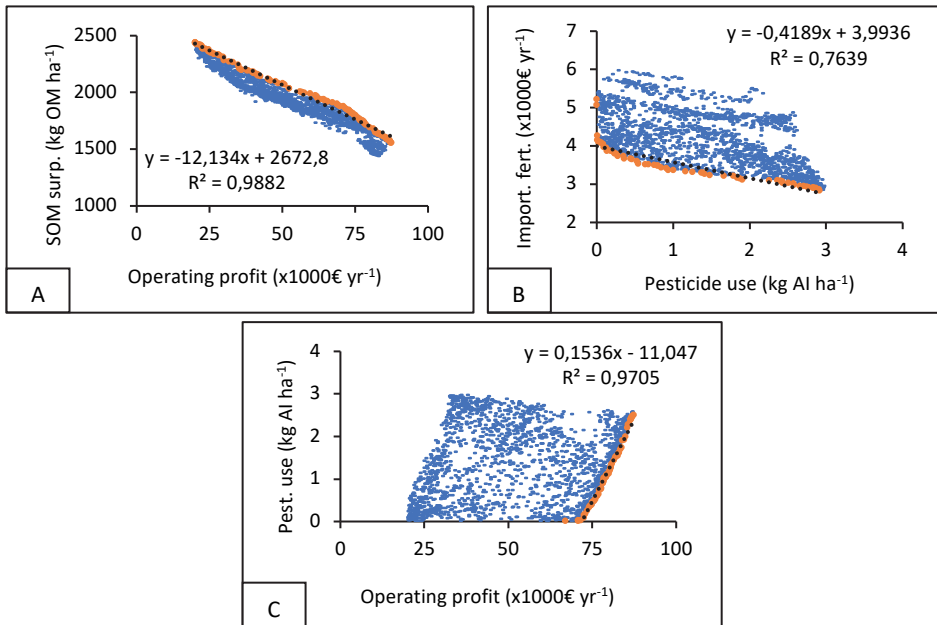 2500
2000
1500
1000
SOM surp. (kg OM ha⁻¹)
y = -12,134x + 2672,8
R² = 0,9882
0 25 50 75 100
Operating profit (x1000€ yr⁻¹)
A
7
6
5
4
3
2
Import. fert. (x1000€ yr⁻¹)
y = -0,4189x + 3,9936
R² = 0,7639
0 1 2 3 4
Pesticide use (kg AI ha⁻¹)
B
4
3
2
1
0
Pest. use (kg AI ha⁻¹)
y = 0,1536x - 11,047
R² = 0,9705
0 25 50 75 100
Operating profit (x1000€ yr⁻¹)
C